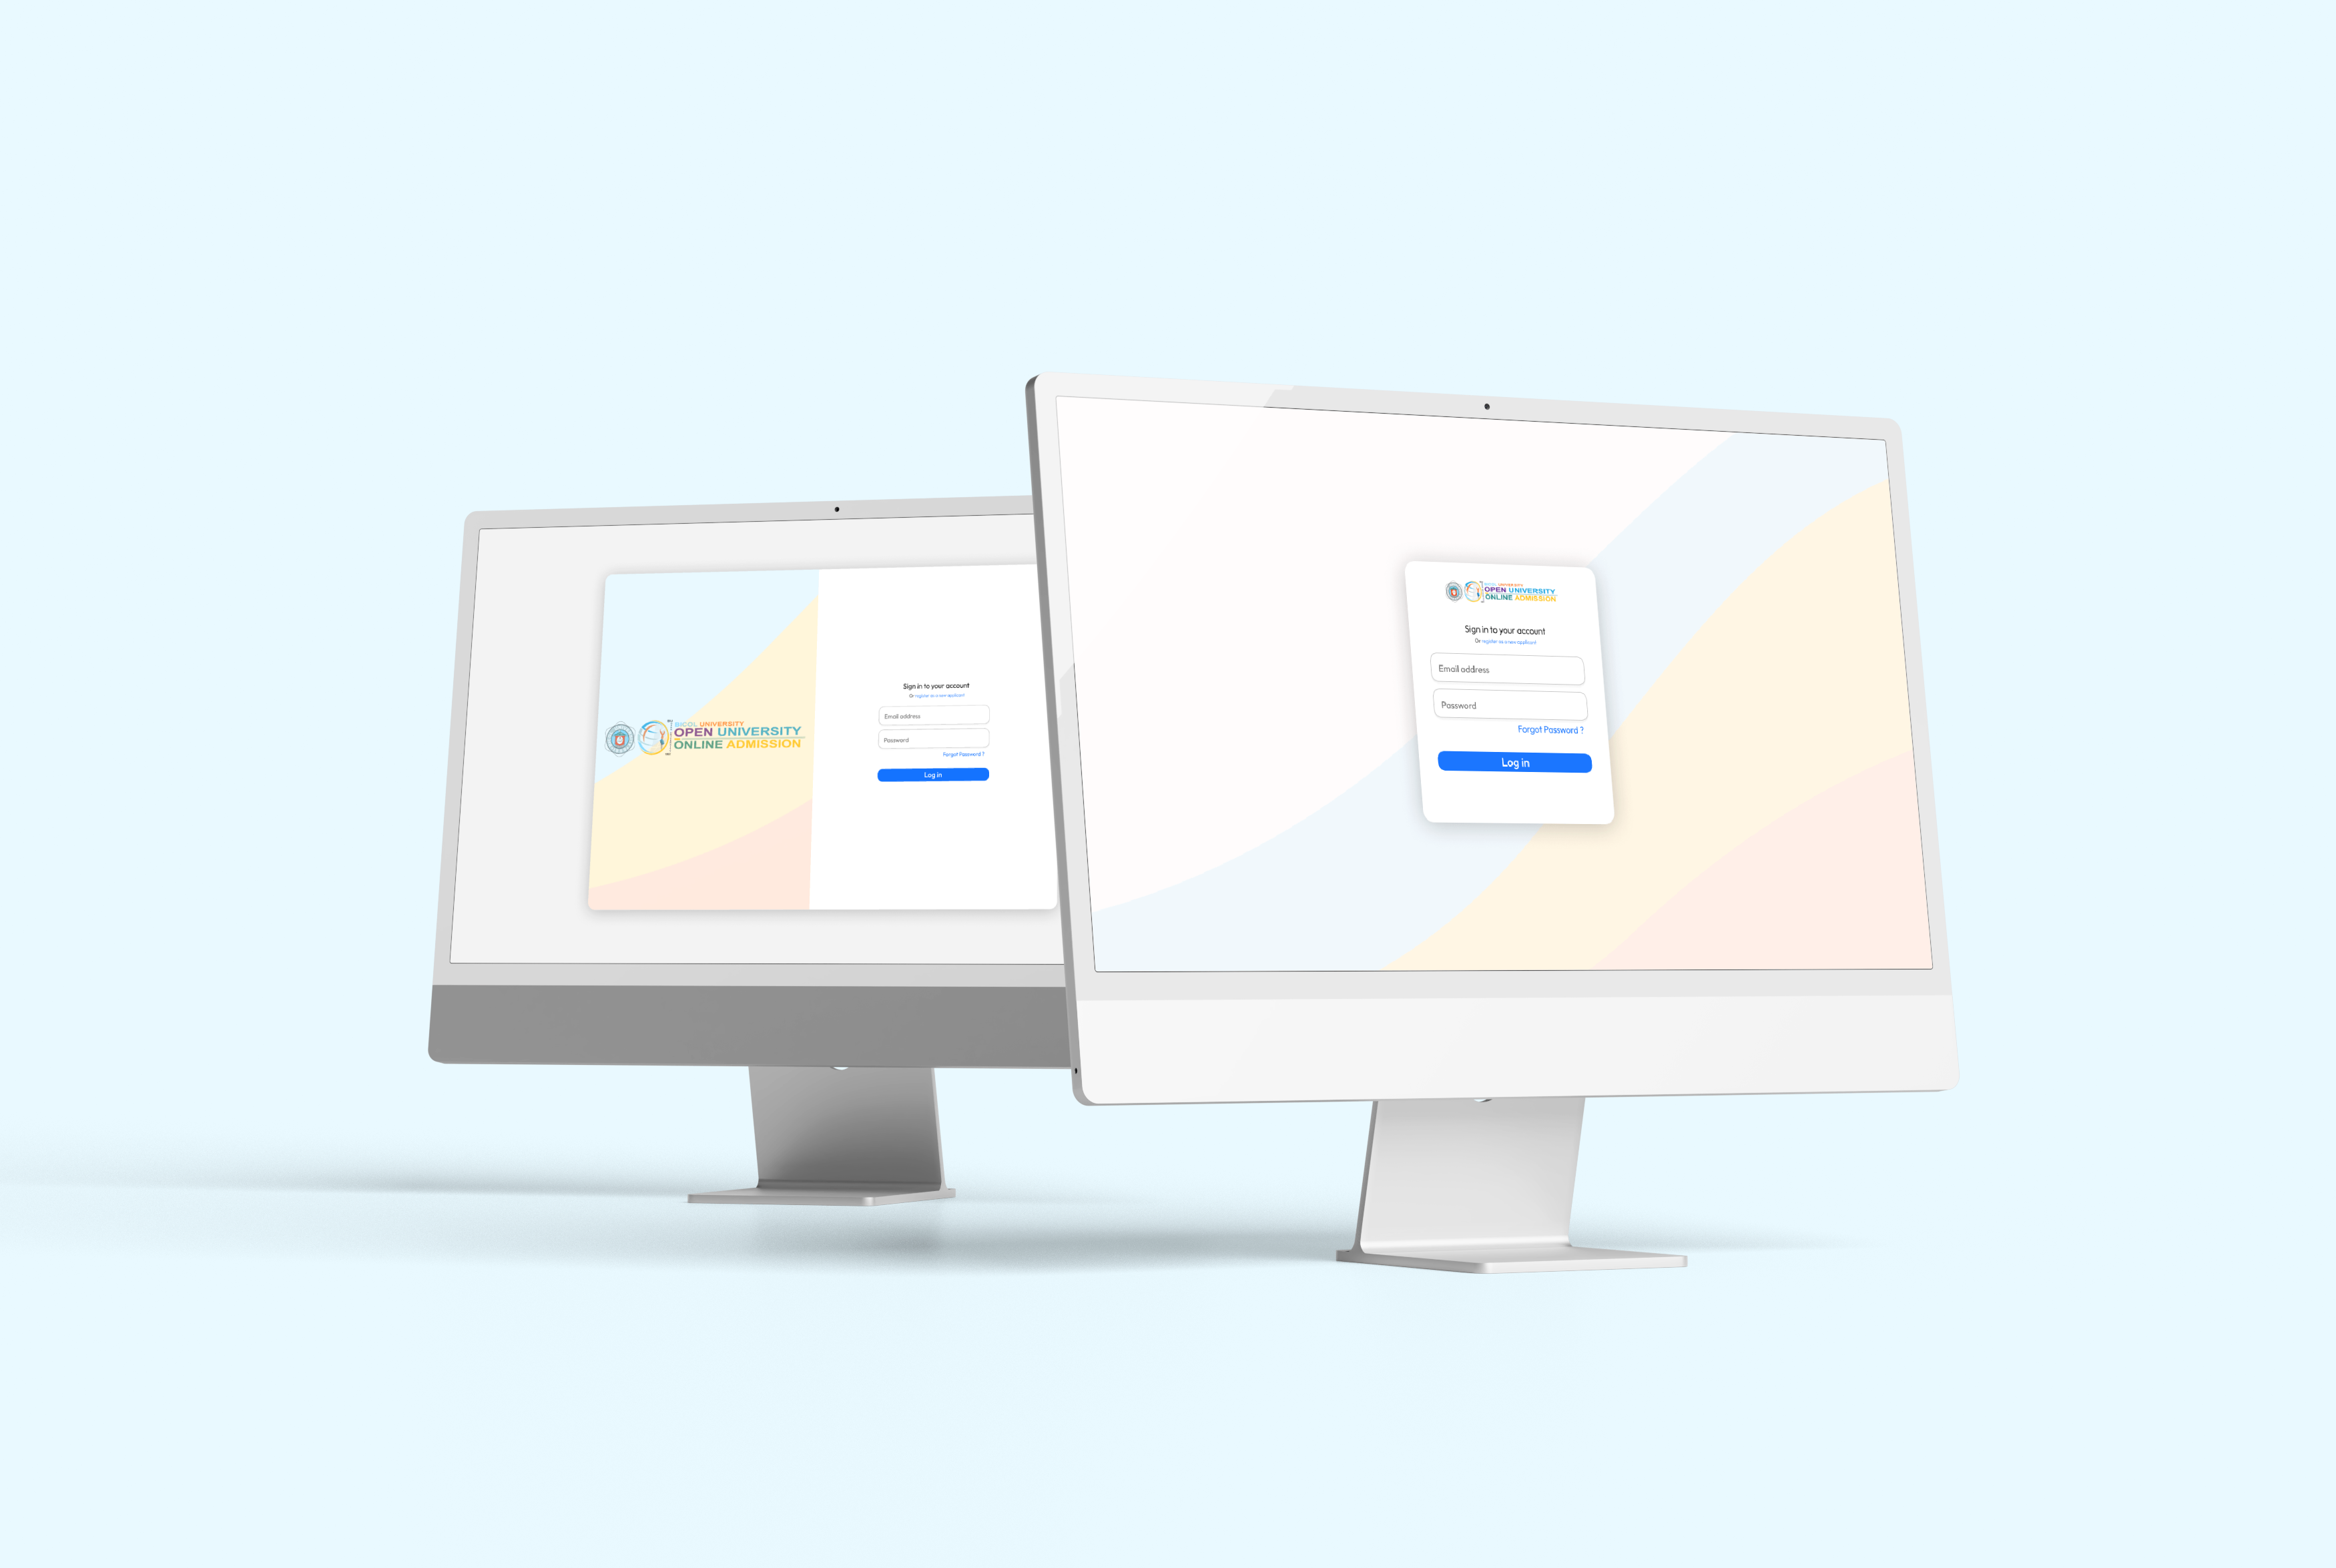 BICOL UNIVERSITY
OPEN UNIVERSITY
ONLINE ADMISSION
Sign in to your account
Or register as a new applicant
Email address
Password
Forgot Password ?
Log in
BICOL UNIVERSITY
OPEN UNIVERSITY
ONLINE ADMISSION
Sign in to your account
Or register as a new applicant
Email address
Password
Forgot Password ?
Log in